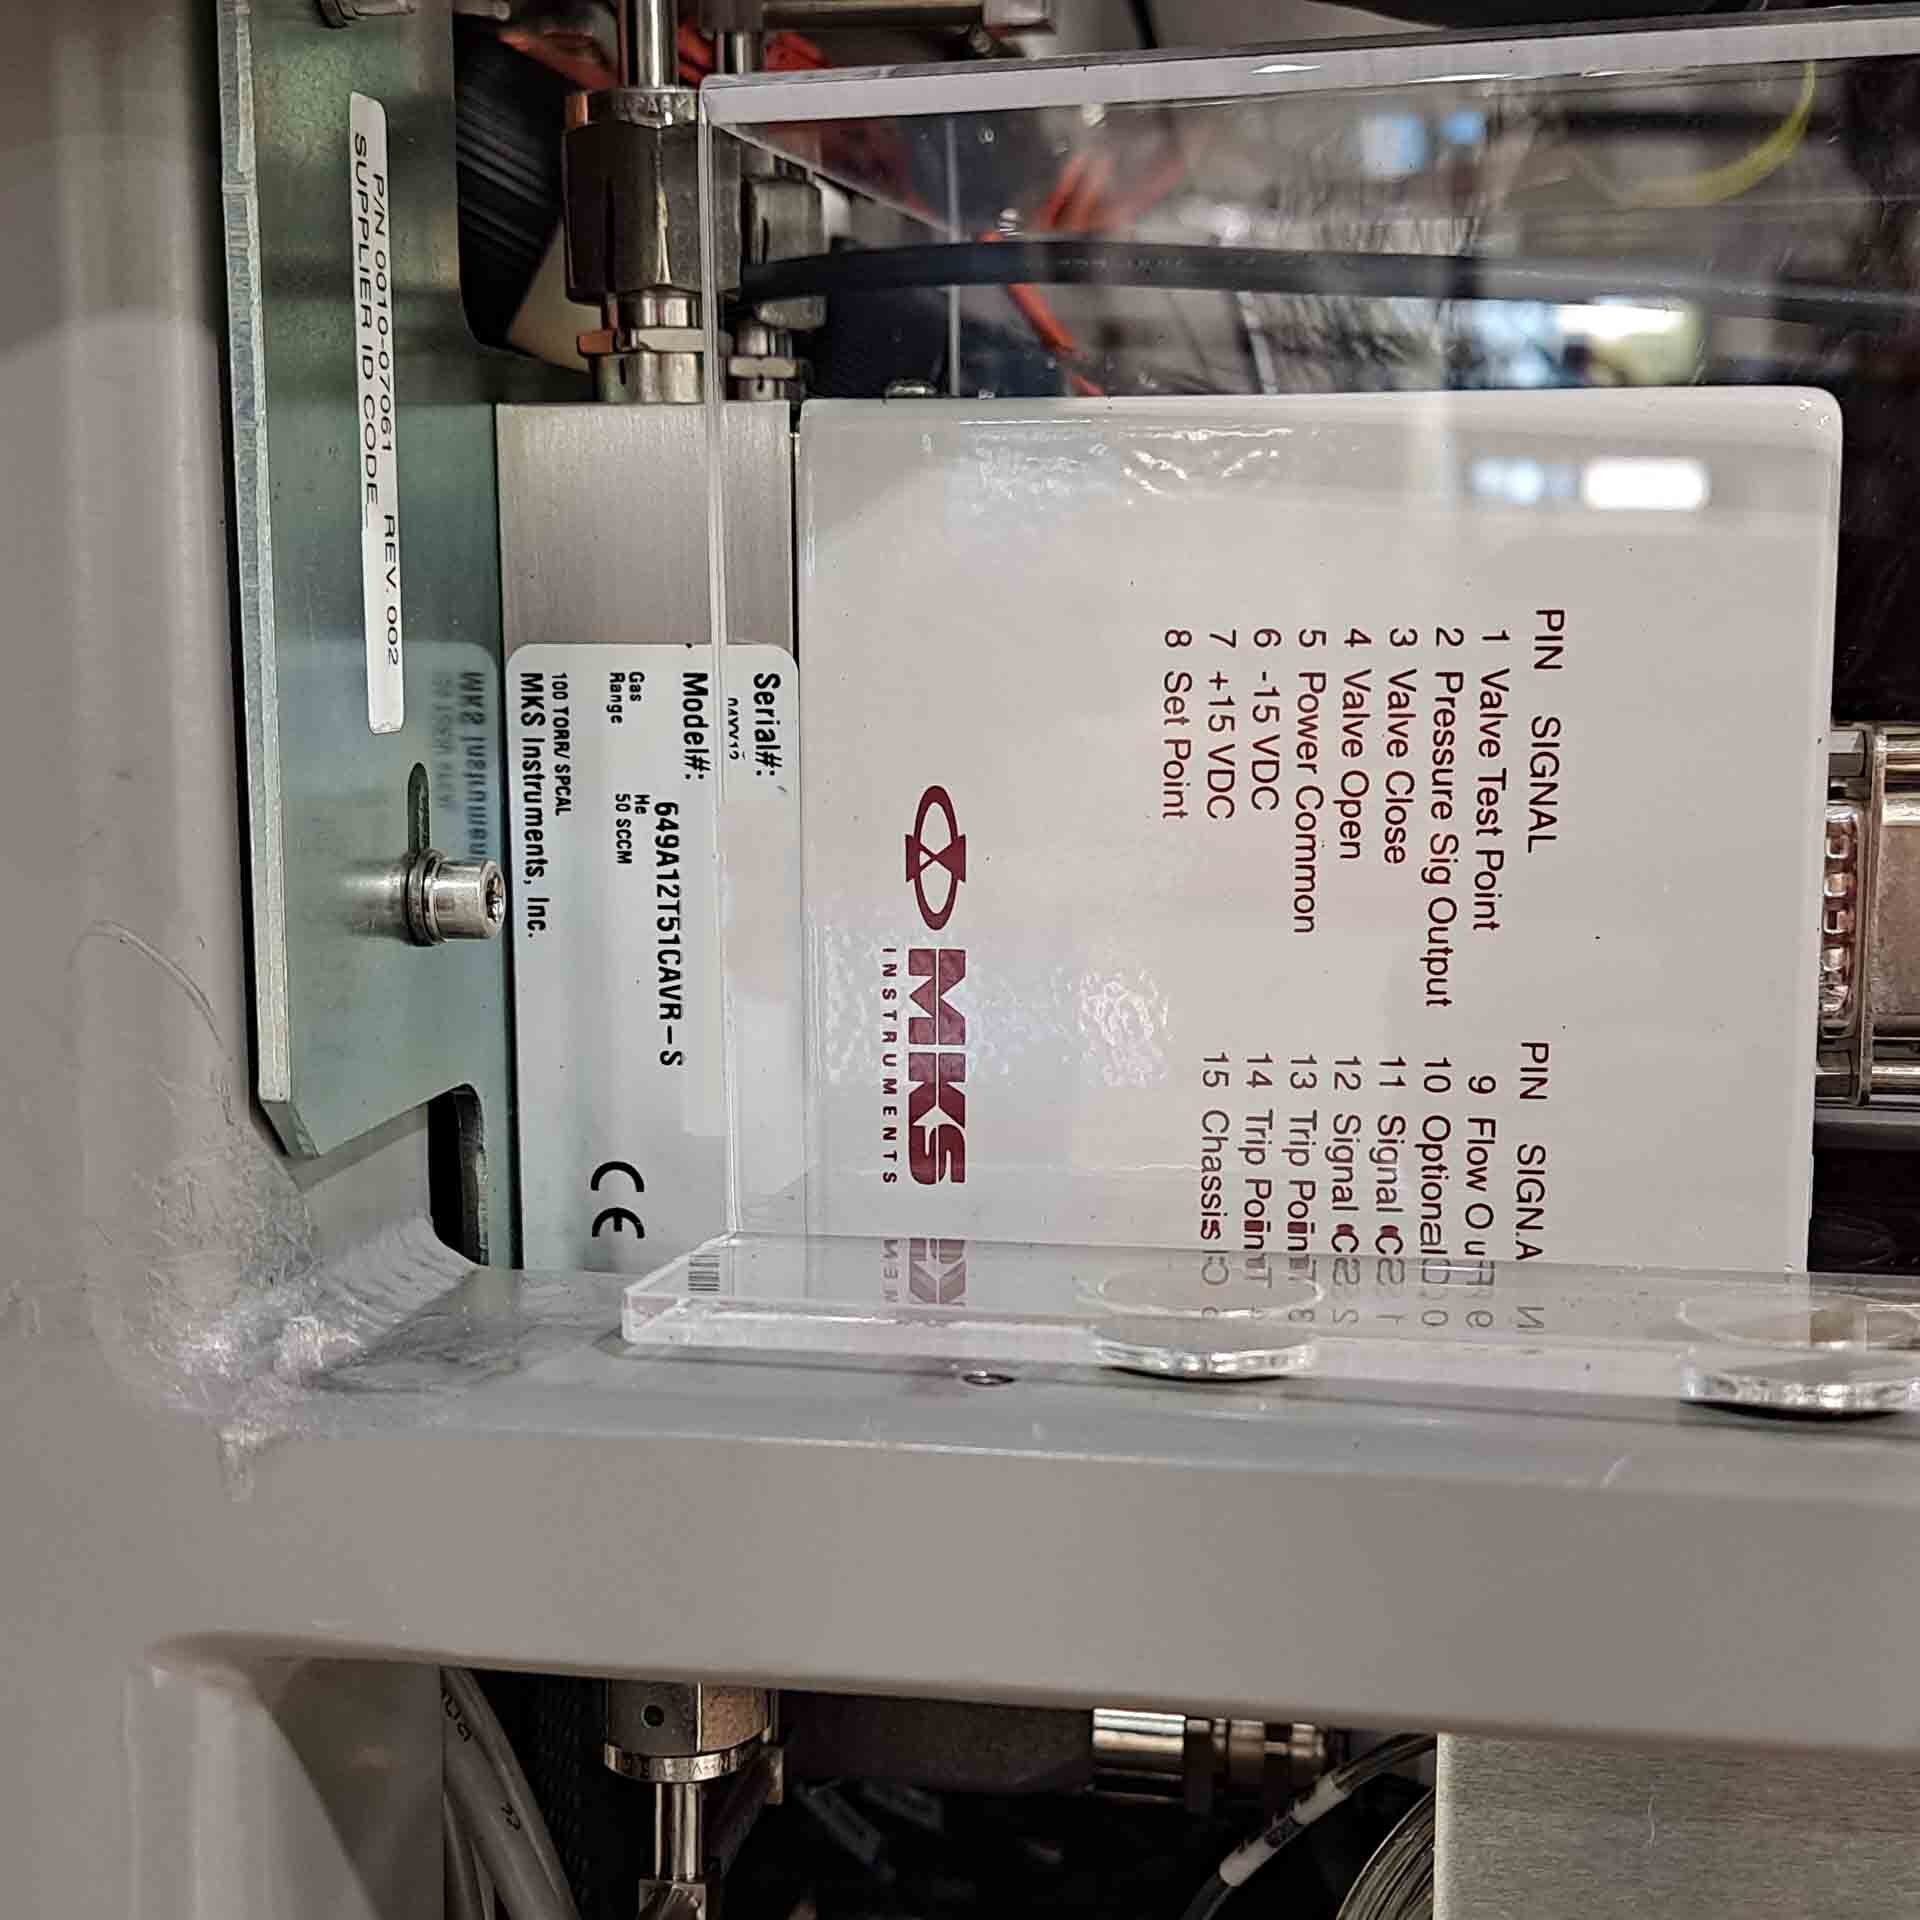 P/N 0010-07061 REV. 002
SUPPLIER ID CODE
Serial#:
Model#:
649A12T51CAVR-S
Gas He
Range 50 SCCM
100 TORR/ SPCAL
MKS Instruments, Inc.
CE
PIN SIGNAL
1 Valve Test Point
2 Pressure Sig Output
3 Valve Close
4 Valve Open
5 Power Common
6 -15 VDC
7 +15 VDC
8 Set Point
PIN
9 Flow
10 Optional
11 Signal
12 Signal
13 Trip
14 Trip
15 Chassis
MKS
INSTRUMENTS